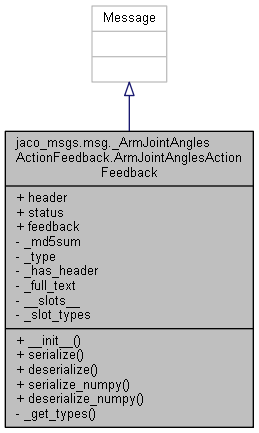 Message
jaco_msgs.msg._ArmJointAngles
ActionFeedback.ArmJointAnglesAction
Feedback
+ header
+ status
+ feedback
- _md5sum
- _type
- _has_header
- _full_text
- __slots__
- _slot_types
+ __init__()
+ serialize()
+ deserialize()
+ serialize_numpy()
+ deserialize_numpy()
- _get_types()